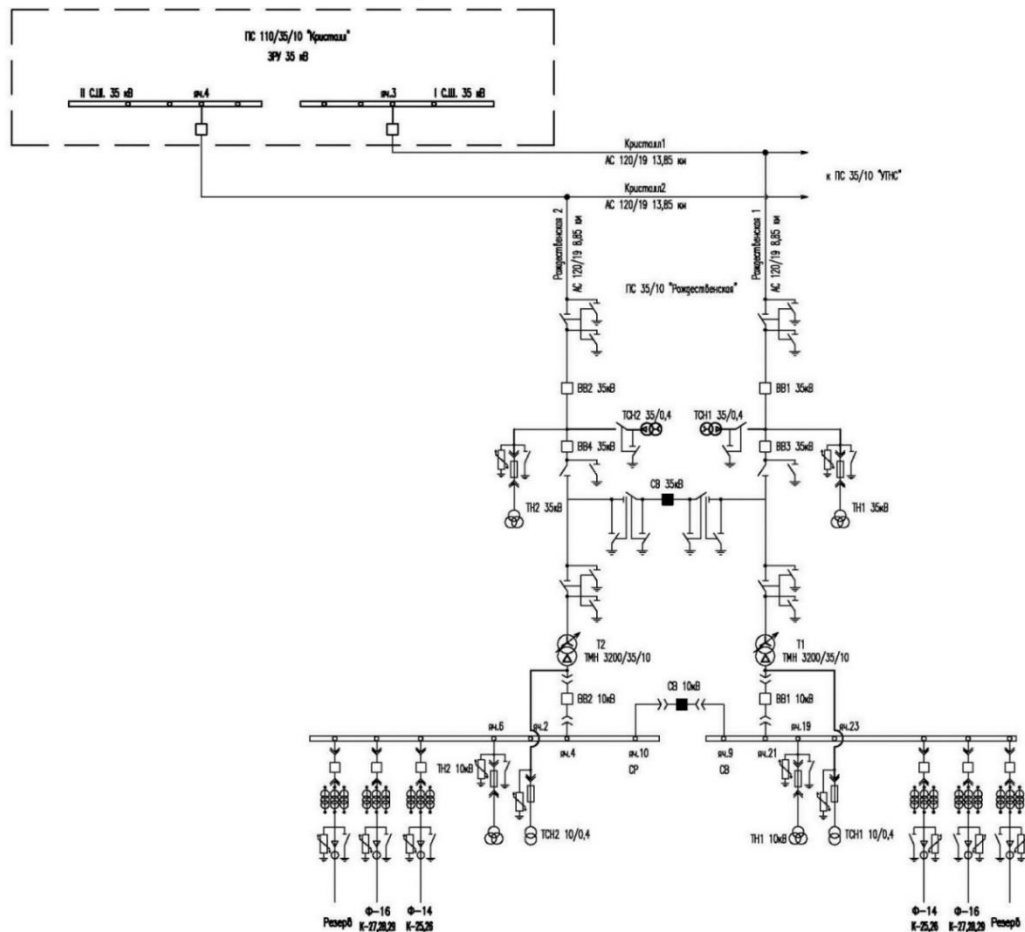 ПС 110/35/10 "Кристалл"
ЗРУ 35 кВ
II С.Ш. 35 кВ
яч.4
яч.3
I С.Ш. 35 кВ
Кристалл1
АС 120/19 13,85 км
к ПС 35/10 "УТНС"
Кристалл2
АС 120/19 13,85 км
Рождественская 2
АС 120/19 8,85 км
Рождественская 1
АС 120/19 8,85 км
ПС 35/10 "Рождественская"
ВВ2 35кВ
ВВ1 35кВ
ТСН2 35/0,4
ТСН1 35/0,4
ВВ4 35кВ
ВВ3 35кВ
СВ 35кВ
ТН2 35кВ
ТН1 35кВ
Т2
ТМН 3200/35/10
Т1
ТМН 3200/35/10
ВВ2 10кВ
СВ 10кВ
ВВ1 10кВ
яч.6
яч.2
яч.19
яч.23
яч.4
яч.10
яч.9
яч.21
СР
СВ
ТН2 10кВ
ТСН2 10/0,4
ТН1 10кВ
ТСН1 10/0,4
Резерв
Ф-16
К-27,28,29
Ф-14
К-25,26
Ф-14
К-25,26
Ф-16
К-27,28,29
Резерв